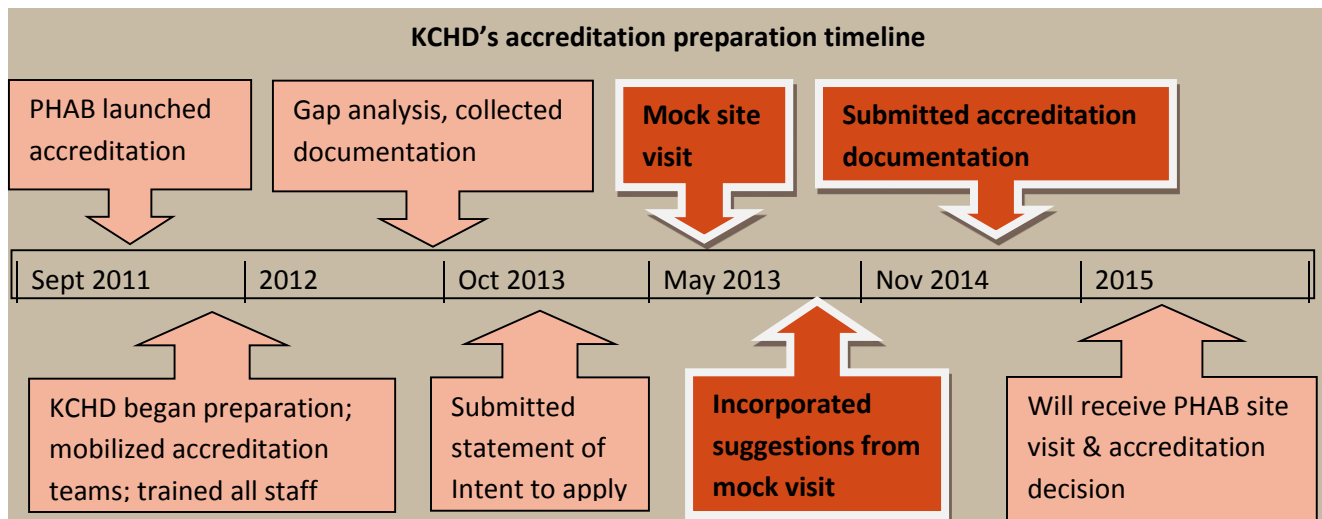 KCHD's accreditation preparation timeline
PHAB launched
accreditation
Gap analysis, collected
documentation
Mock site
visit
Submitted accreditation
documentation
Sept 2011
2012
Oct 2013
May 2013
Nov 2014
2015
KCHD began preparation;
mobilized accreditation
teams; trained all staff
Submitted
statement of
Intent to apply
Incorporated
suggestions from
mock visit
Will receive PHAB site
visit & accreditation
decision